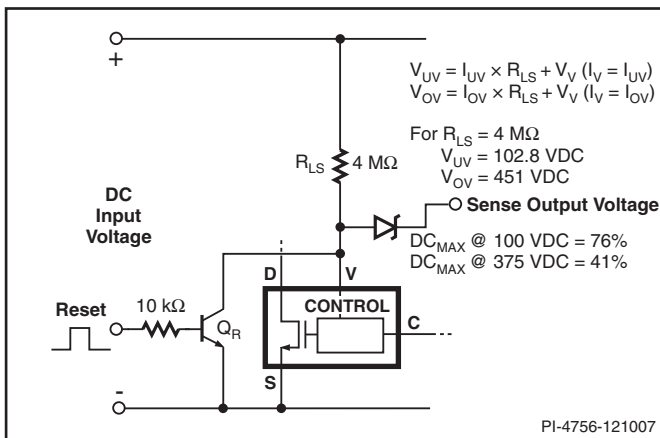 +
V_UV = I_UV × R_LS + V_V (I_V = I_UV)
V_OV = I_OV × R_LS + V_V (I_V = I_OV)
For R_LS = 4 MΩ
V_UV = 102.8 VDC
V_OV = 451 VDC
R_LS 4 MΩ
DC
Input
Voltage
Sense Output Voltage
DC_MAX @ 100 VDC = 76%
DC_MAX @ 375 VDC = 41%
D V
CONTROL
C
Reset
10 kΩ
Q_R
S
-
PI-4756-121007